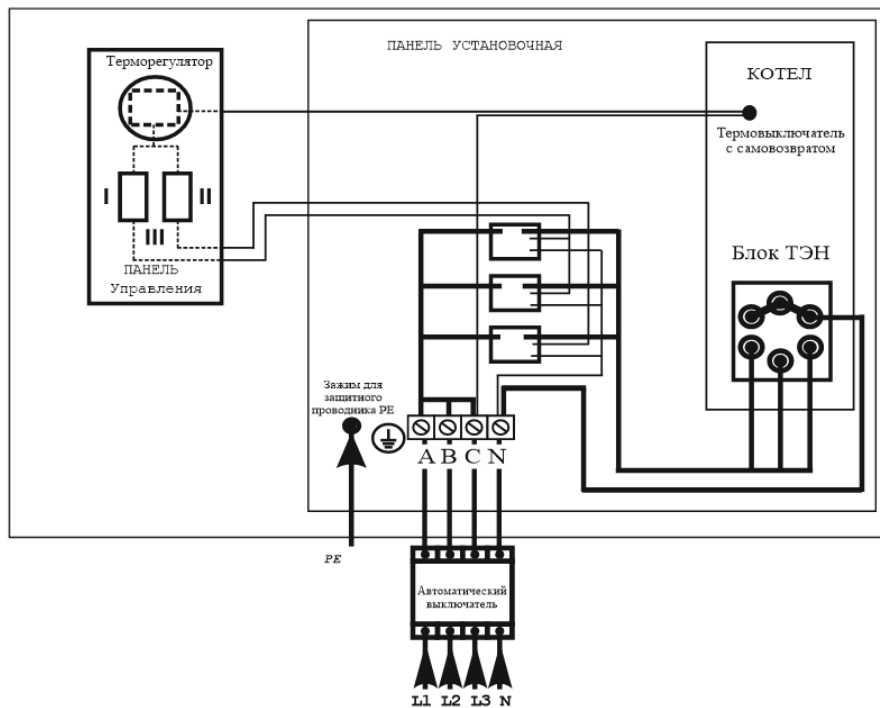 ПАНЕЛЬ УСТАНОВОЧНАЯ
Терморегулятор
КОТЕЛ
Термовыключатель
с самовозвратом
I
II
III
ПАНЕЛЬ
Управления
Блок ТЭН
Зажим для
защитного
проводника PE
A B C N
PE
Автоматический
выключатель
L1 L2 L3 N